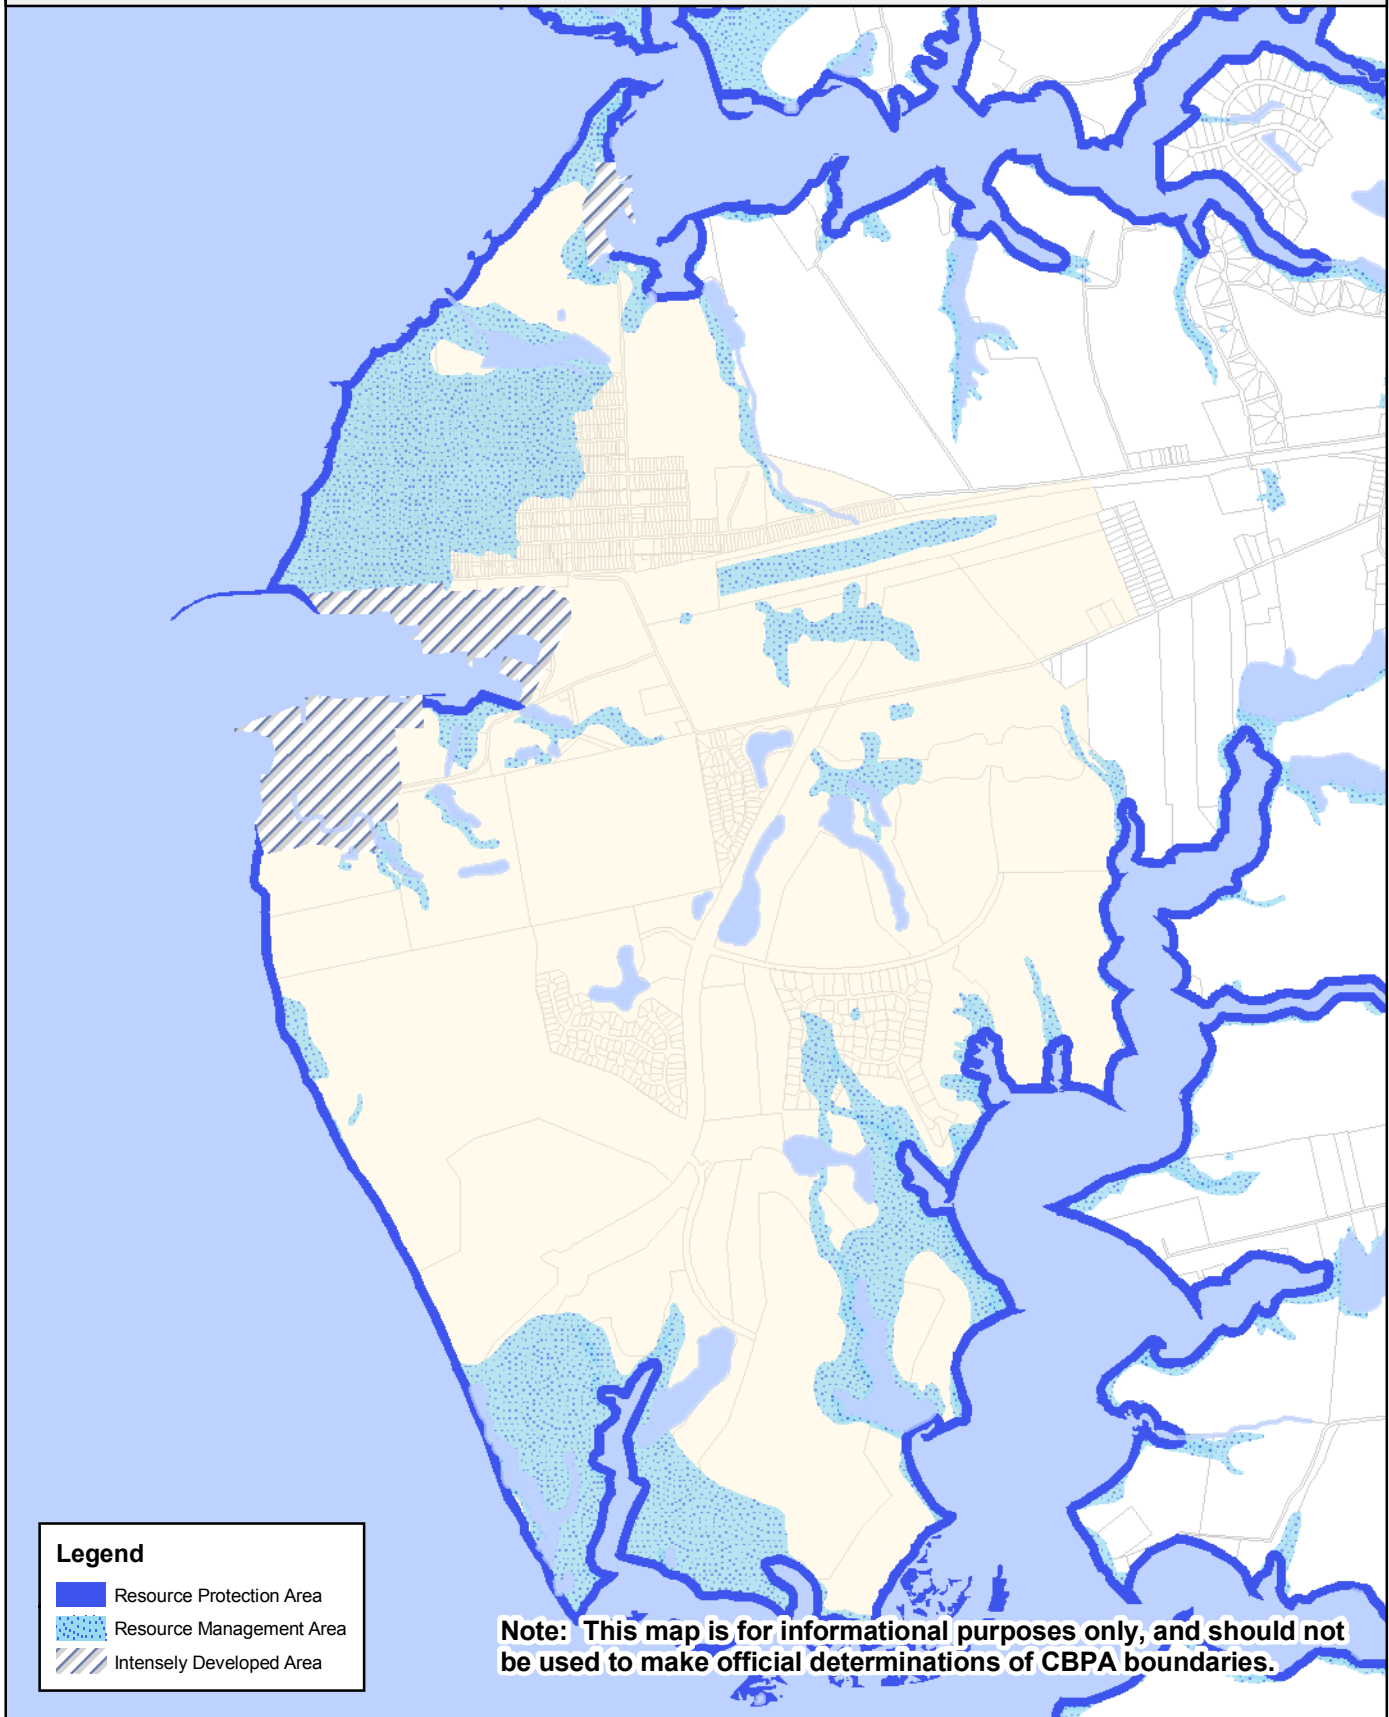 Legend
Resource Protection Area
Resource Management Area
Intensely Developed Area
Note: This map is for informational purposes only, and should not
be used to make official determinations of CBPA boundaries.